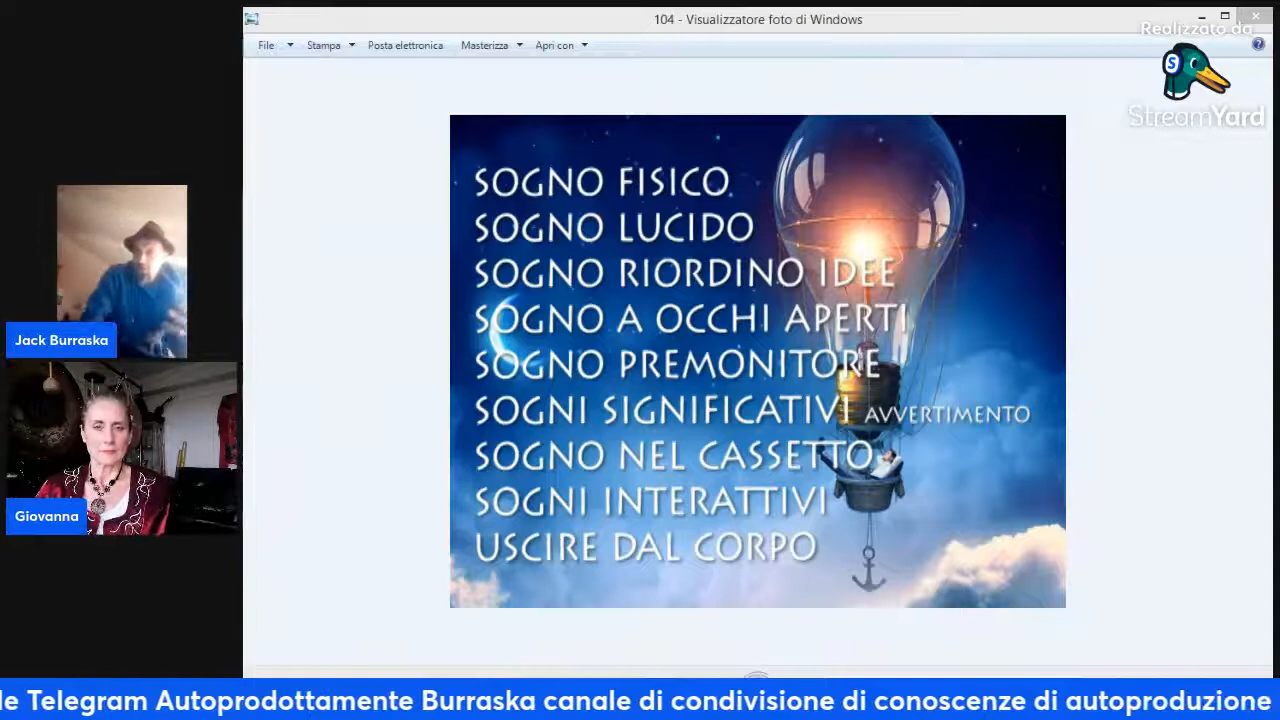 104 - Visualizzatore foto di Windows
File Stampa Posta elettronica Masterizza Apri con
Realizzato da
StreamYard
SOGNO FISICO
SOGNO LUCIDO
SOGNO RIORDINO IDEE
SOGNO A OCCHI APERTI
SOGNO PREMONITORE
SOGNI SIGNIFICATIVI AVVERTIMENTO
SOGNO NEL CASSETTO
SOGNI INTERATTIVI
USCIRE DAL CORPO
Jack Burraska
Giovanna
le Telegram Autoprodottamente Burraska canale di condivisione di conoscenze di autoproduzione